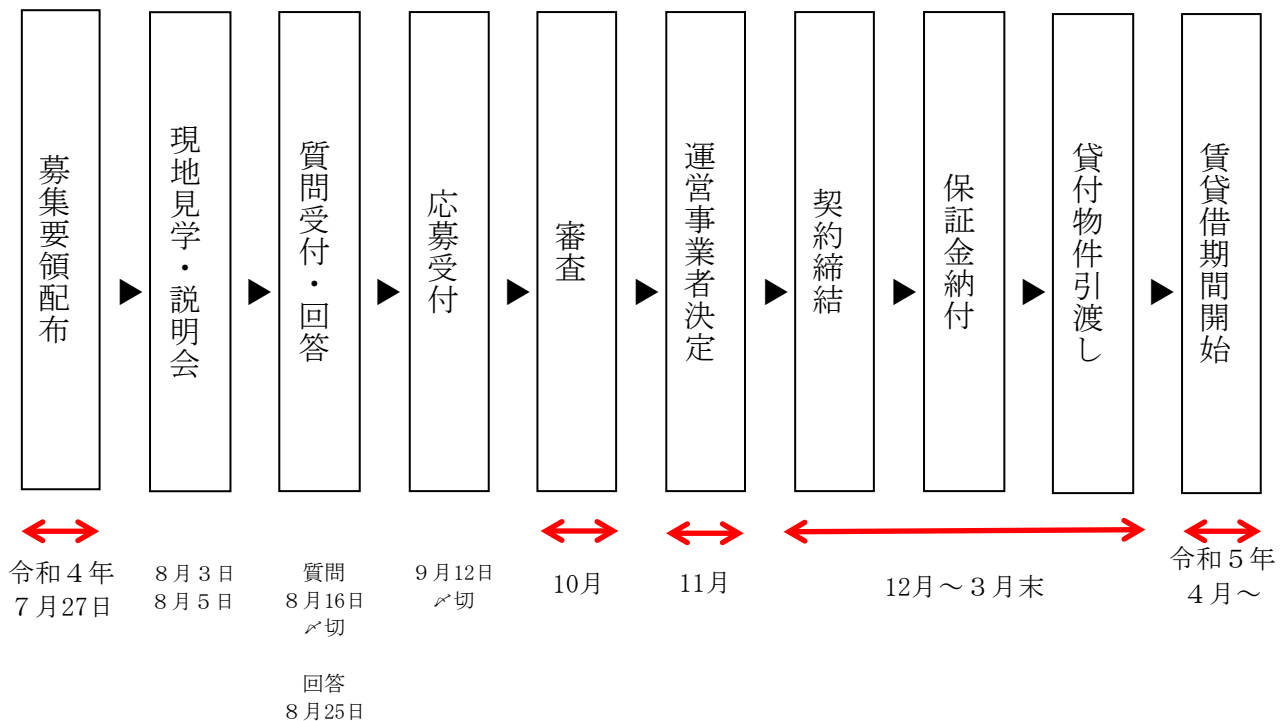 募集要領配布
▶
現地見学・説明会
▶
質問受付・回答
▶
応募受付
▶
審査
▶
運営事業者決定
▶
契約締結
▶
保証金納付
▶
貸付物件引渡し
▶
賃貸借期間開始
令和４年
７月27日
８月３日
８月５日
質問
８月16日
〆切
回答
８月25日
９月12日
〆切
10月
11月
12月～３月末
令和５年
４月～